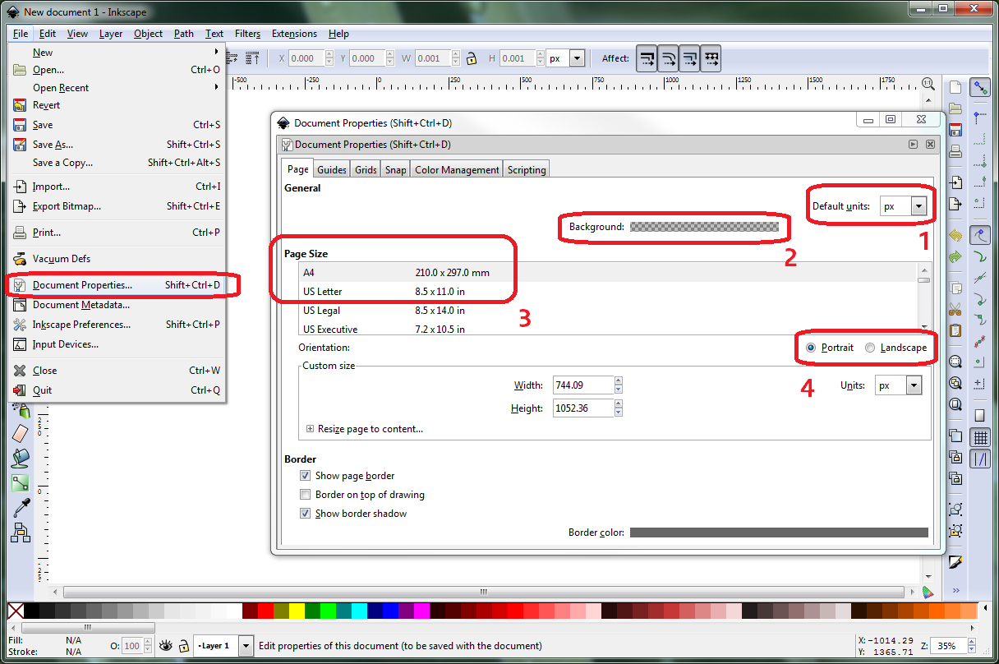 New document 1 - Inkscape
File Edit View Layer Object Path Text Filters Extensions Help
New
Open... Ctrl+O
Open Recent
Revert
Save Ctrl+S
Save As... Shift+Ctrl+S
Save a Copy... Shift+Ctrl+Alt+S
Import... Ctrl+I
Export Bitmap... Shift+Ctrl+E
Print... Ctrl+P
Vacuum Defs
Document Properties... Shift+Ctrl+D
Document Metadata...
Inkscape Preferences... Shift+Ctrl+P
Input Devices...
Close Ctrl+W
Quit Ctrl+Q
X 0.000 Y 0.000 W 0.001 H 0.001 px Affect:
-500 -250 0 250 500 750 1000 1250 1500 1750
Document Properties (Shift+Ctrl+D)
Document Properties (Shift+Ctrl+D)
Page Guides Grids Snap Color Management Scripting
General
Default units: px
1
Background:
2
Page Size
A4 210.0 x 297.0 mm
US Letter 8.5 x 11.0 in
US Legal 8.5 x 14.0 in
US Executive 7.2 x 10.5 in
3
Orientation: Portrait Landscape
4
Custom size
Width: 744.09 Units: px
Height: 1052.36
Resize page to content...
Border
Show page border
Border on top of drawing
Show border shadow
Border color:
Fill: N/A
Stroke: N/A
O: 100
•Layer 1
Edit properties of this document (to be saved with the document)
X: -1014.29
Y: 1365.71
Z: 35%